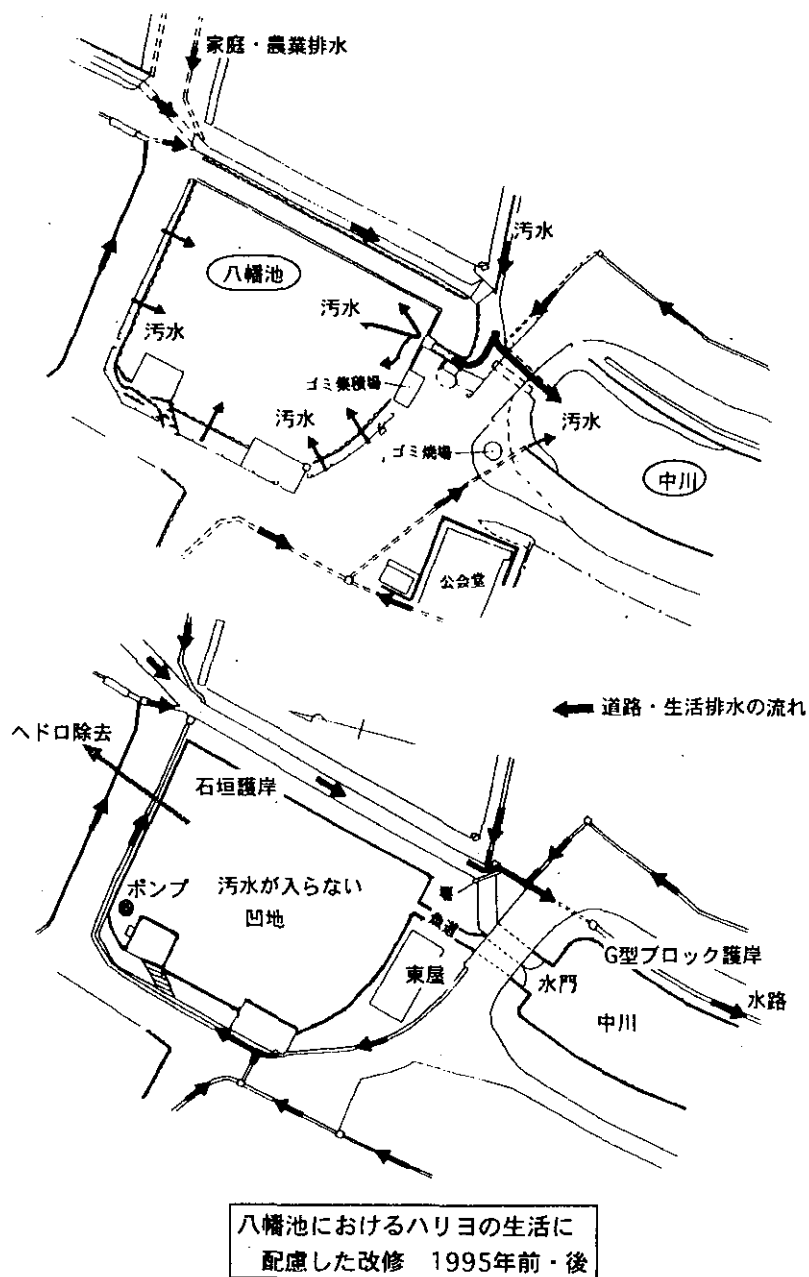 家庭・農業排水
汚水
八幡池
汚水
汚水
ゴミ集積場
汚水
汚水
ゴミ焼場
中川
公会堂
道路・生活排水の流れ
ヘドロ除去
石垣護岸
ポンプ
汚水が入らない
凹地
G型ブロック護岸
東屋
水門
水路
中川
八幡池におけるハリヨの生活に
配慮した改修 1995年前・後